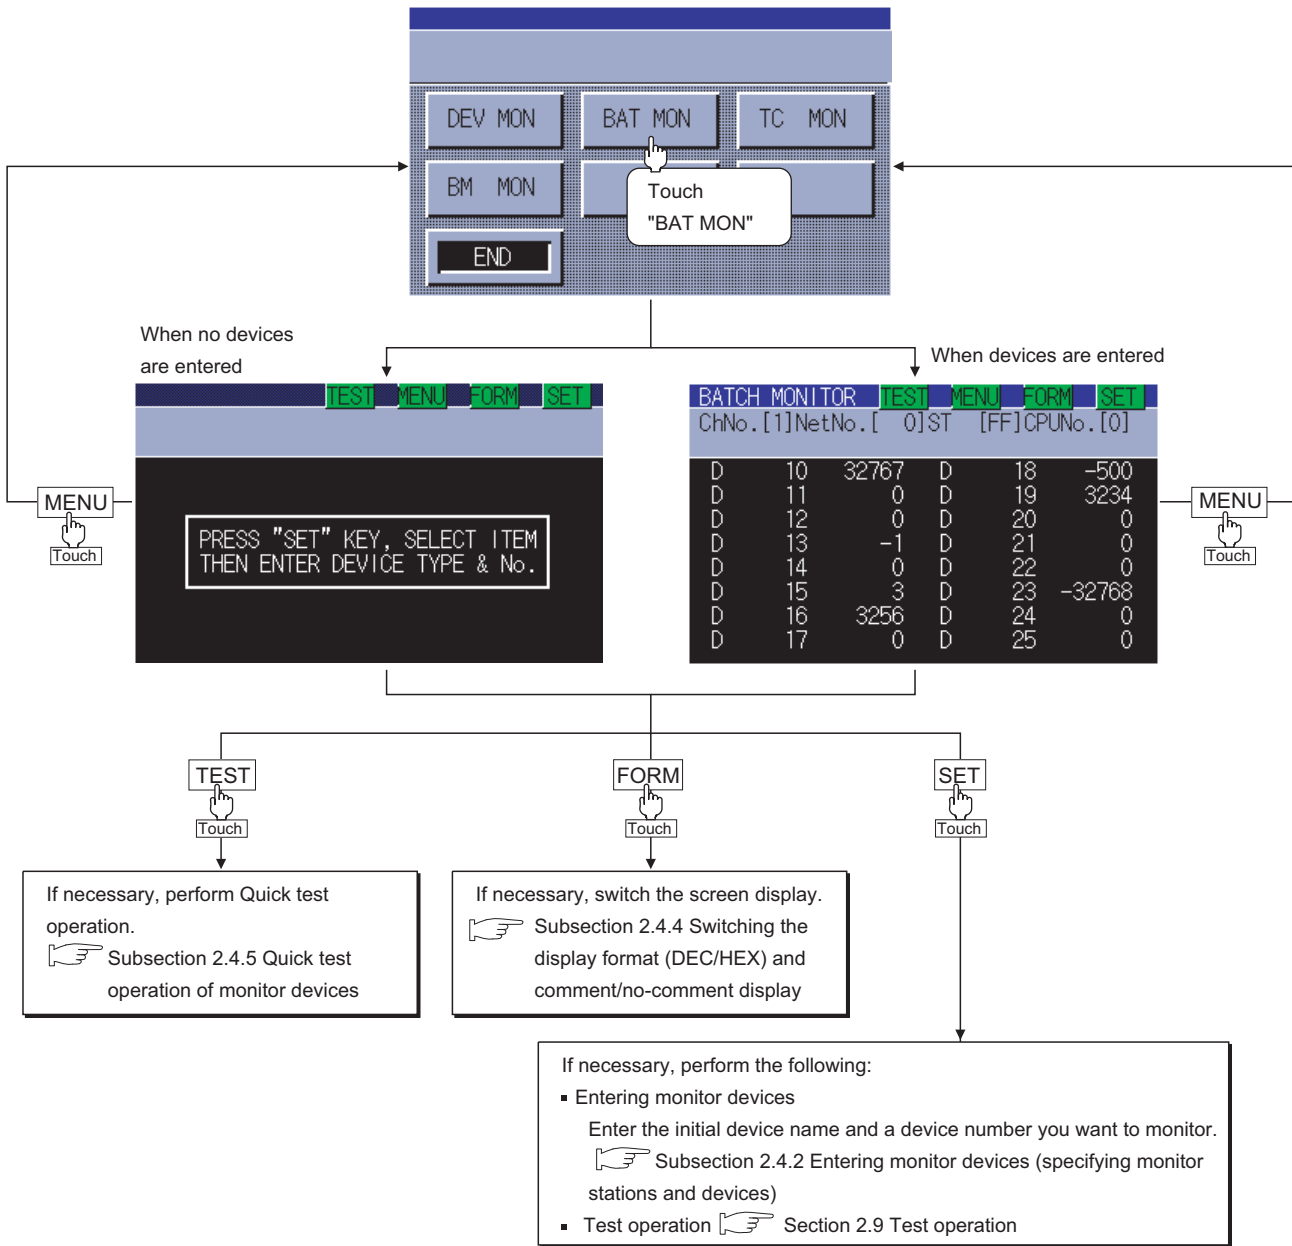 DEV MON
BAT MON
TC MON
BM MON
Touch
"BAT MON"
END
When no devices
are entered
When devices are entered
TEST MENU FORM SET
BATCH MONITOR TEST MENU FORM SET
ChNo.[1]NetNo.[ 0]ST [FF]CPUNo.[0]
PRESS "SET" KEY, SELECT ITEM
THEN ENTER DEVICE TYPE & No.
D 10 32767 D 18 -500
D 11 0 D 19 3234
D 12 0 D 20 0
D 13 -1 D 21 0
D 14 0 D 22 0
D 15 3 D 23 -32768
D 16 3256 D 24 0
D 17 0 D 25 0
MENU
Touch
MENU
Touch
TEST
Touch
FORM
Touch
SET
Touch
If necessary, perform Quick test
operation.
Subsection 2.4.5 Quick test
operation of monitor devices
If necessary, switch the screen display.
Subsection 2.4.4 Switching the
display format (DEC/HEX) and
comment/no-comment display
If necessary, perform the following:
▪ Entering monitor devices
Enter the initial device name and a device number you want to monitor.
Subsection 2.4.2 Entering monitor devices (specifying monitor
stations and devices)
▪ Test operation Section 2.9 Test operation